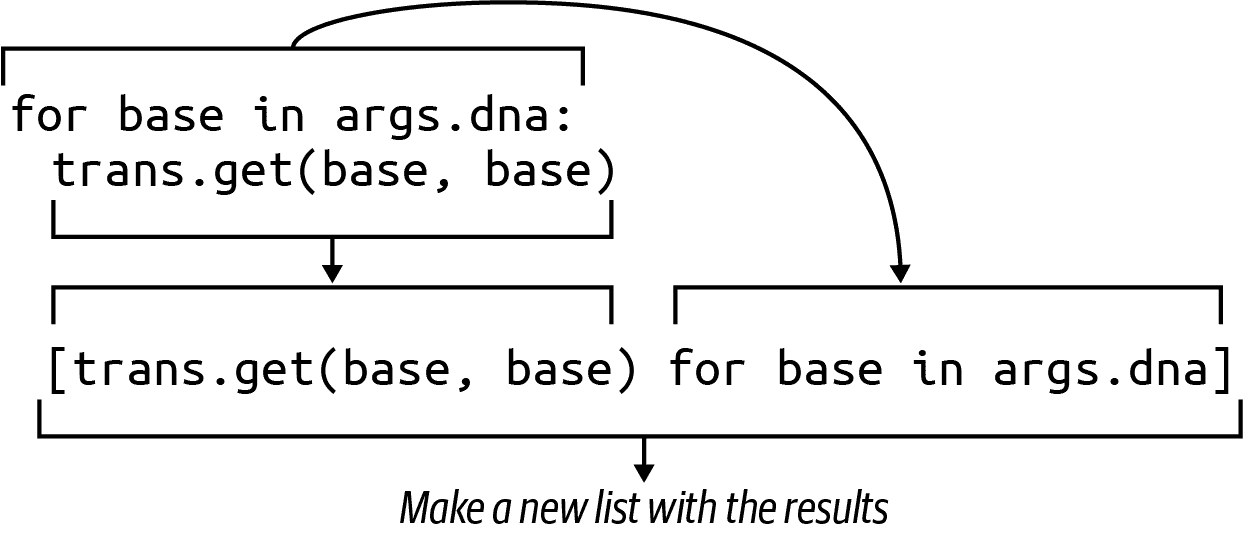 for base in args.dna:
trans.get(base, base)
[trans.get(base, base) for base in args.dna]
Make a new list with the results